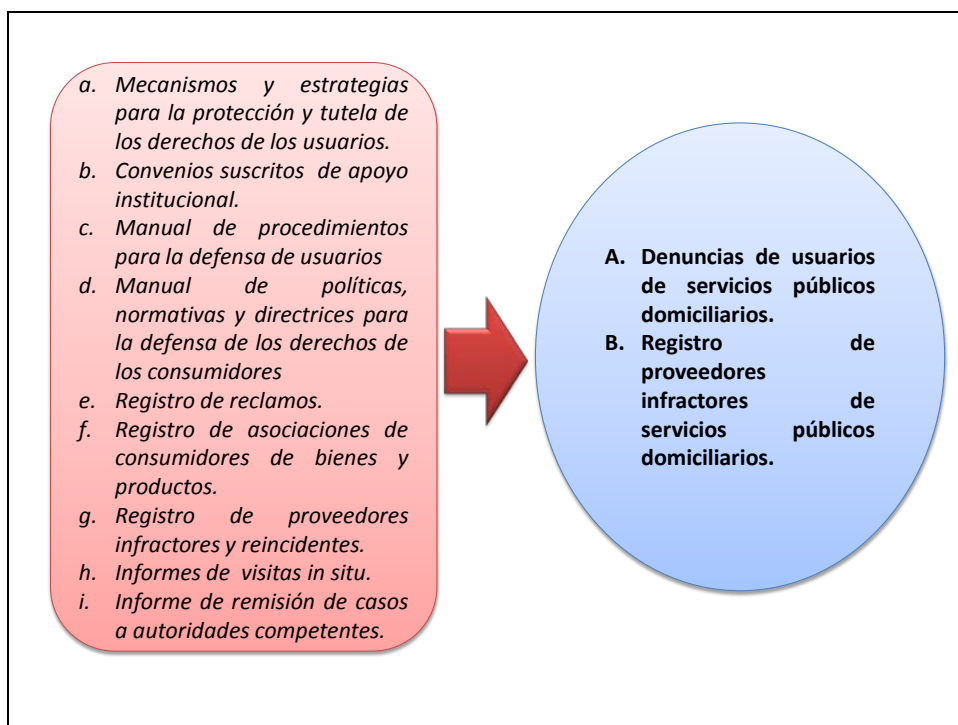 a. Mecanismos y estrategias
para la protección y tutela de
los derechos de los usuarios.
b. Convenios suscritos de apoyo
institucional.
c. Manual de procedimientos
para la defensa de usuarios
d. Manual de políticas,
normativas y directrices para
la defensa de los derechos de
los consumidores
e. Registro de reclamos.
f. Registro de asociaciones de
consumidores de bienes y
productos.
g. Registro de proveedores
infractores y reincidentes.
h. Informes de visitas in situ.
i. Informe de remisión de casos
a autoridades competentes.
A. Denuncias de usuarios
de servicios públicos
domiciliarios.
B. Registro de
proveedores
infractores de
servicios públicos
domiciliarios.